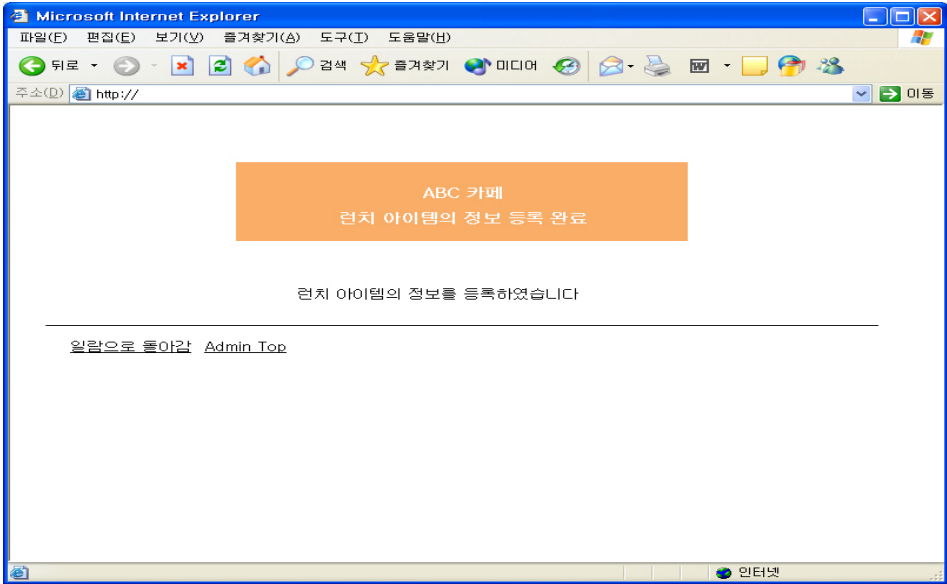 Microsoft Internet Explorer
파일(F) 편집(E) 보기(V) 즐겨찾기(A) 도구(T) 도움말(H)
뒤로 검색 즐겨찾기 미디어
주소(D) http:// 이동
ABC 카페
런치 아이템의 정보 등록 완료
런치 아이템의 정보를 등록하였습니다
일람으로 돌아감 Admin Top
인터넷